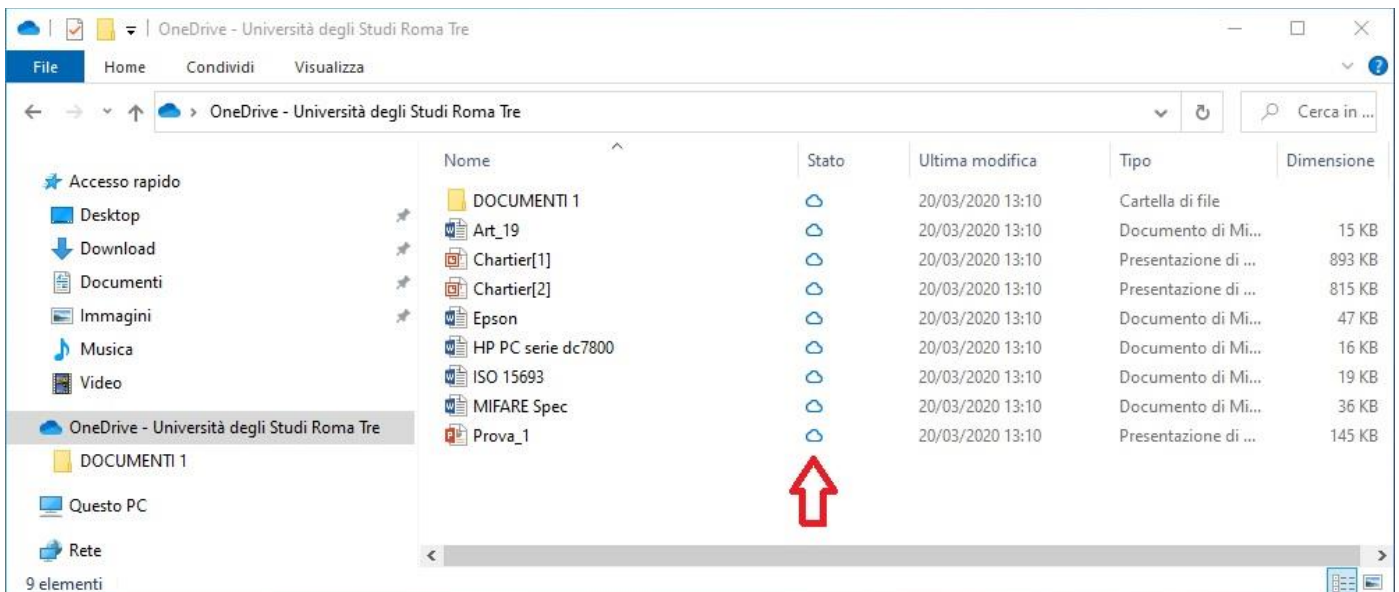 OneDrive - Università degli Studi Roma Tre
File Home Condividi Visualizza
OneDrive - Università degli Studi Roma Tre Cerca in ...
Nome Stato Ultima modifica Tipo Dimensione
Accesso rapido
Desktop
Download
Documenti
Immagini
Musica
Video
OneDrive - Università degli Studi Roma Tre
DOCUMENTI 1
Questo PC
Rete
DOCUMENTI 1 20/03/2020 13:10 Cartella di file
Art_19 20/03/2020 13:10 Documento di Mi... 15 KB
Chartier[1] 20/03/2020 13:10 Presentazione di ... 893 KB
Chartier[2] 20/03/2020 13:10 Presentazione di ... 815 KB
Epson 20/03/2020 13:10 Documento di Mi... 47 KB
HP PC serie dc7800 20/03/2020 13:10 Documento di Mi... 16 KB
ISO 15693 20/03/2020 13:10 Documento di Mi... 19 KB
MIFARE Spec 20/03/2020 13:10 Documento di Mi... 36 KB
Prova_1 20/03/2020 13:10 Presentazione di ... 145 KB
9 elementi